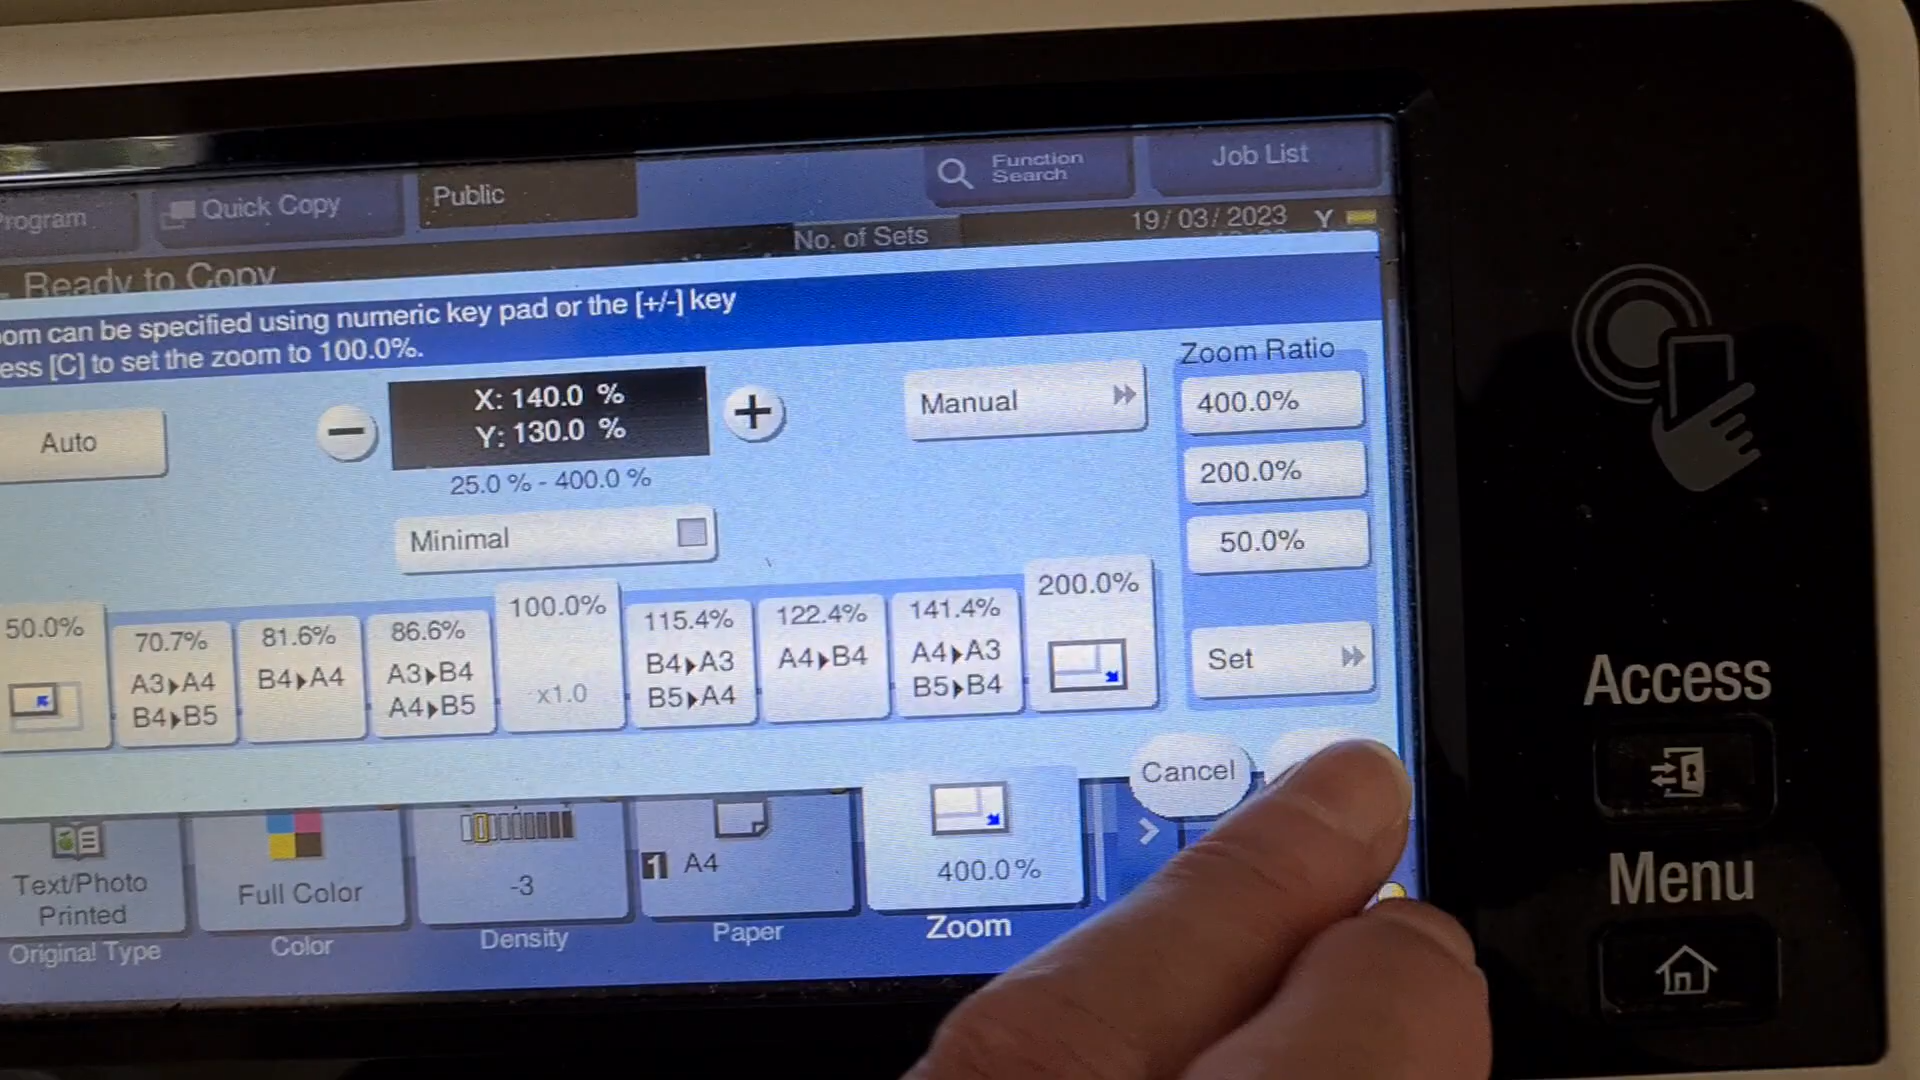 Program
Quick Copy
Public
Function
Search
Job List
Ready to Copy
No. of Sets
19/03/2023
Y
can be specified using numeric key pad or the [+/-] key
[C] to set the zoom to 100.0%.
Auto
X: 140.0 %
Y: 130.0 %
25.0 % - 400.0 %
Manual
Zoom Ratio
400.0%
200.0%
50.0%
Minimal
50.0%
70.7%
A3▶A4
B4▶B5
81.6%
B4▶A4
86.6%
A3▶B4
A4▶B5
100.0%
x1.0
115.4%
B4▶A3
B5▶A4
122.4%
A4▶B4
141.4%
A4▶A3
B5▶B4
200.0%
Set
Cancel
Text/Photo
Printed
Original Type
Full Color
Color
-3
Density
1 A4
Paper
400.0%
Zoom
Access
Menu